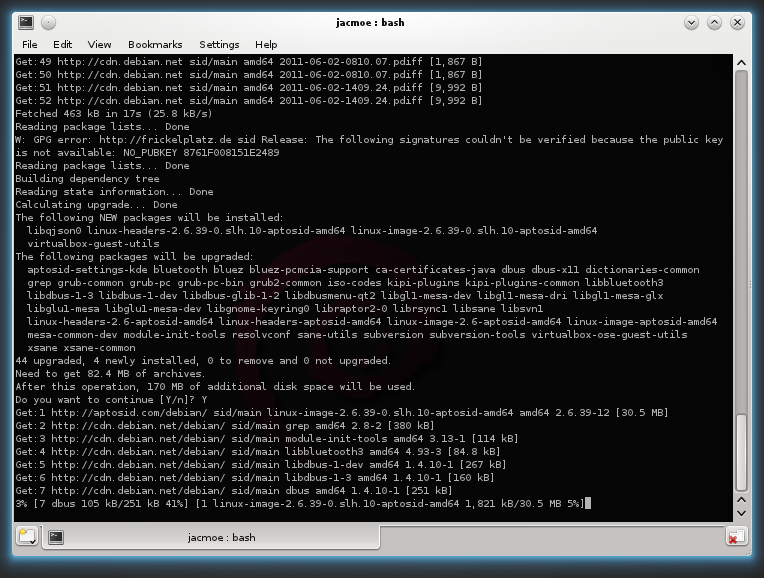 jacmoe : bash
File Edit View Bookmarks Settings Help
Get:49 http://cdn.debian.net sid/main amd64 2011-06-02-0810.07.pdiff [1,867 B]
Get:50 http://cdn.debian.net sid/main amd64 2011-06-02-0810.07.pdiff [1,867 B]
Get:51 http://cdn.debian.net sid/main amd64 2011-06-02-1409.24.pdiff [9,992 B]
Get:52 http://cdn.debian.net sid/main amd64 2011-06-02-1409.24.pdiff [9,992 B]
Fetched 463 kB in 17s (25.8 kB/s)
Reading package lists... Done
W: GPG error: http://frickelplatz.de sid Release: The following signatures couldn't be verified because the public key
is not available: NO_PUBKEY 8761F008151E2489
Reading package lists... Done
Building dependency tree
Reading state information... Done
Calculating upgrade... Done
The following NEW packages will be installed:
  libqjson0 linux-headers-2.6.39-0.slh.10-aptosid-amd64 linux-image-2.6.39-0.slh.10-aptosid-amd64
  virtualbox-guest-utils
The following packages will be upgraded:
  aptosid-settings-kde bluetooth bluez bluez-pcmcia-support ca-certificates-java dbus dbus-x11 dictionaries-common
  grep grub-common grub-pc grub-pc-bin grub2-common iso-codes kipi-plugins kipi-plugins-common libbluetooth3
  libdbus-1-3 libdbus-1-dev libdbus-glib-1-2 libdbusmenu-qt2 libgl1-mesa-dev libgl1-mesa-dri libgl1-mesa-glx
  libglu1-mesa libglu1-mesa-dev libgnome-keyring0 libraptor2-0 librsync1 libsane libsvn1
  linux-headers-2.6-aptosid-amd64 linux-headers-aptosid-amd64 linux-image-2.6-aptosid-amd64 linux-image-aptosid-amd64
  mesa-common-dev module-init-tools resolvconf sane-utils subversion subversion-tools virtualbox-ose-guest-utils
  xsane xsane-common
44 upgraded, 4 newly installed, 0 to remove and 0 not upgraded.
Need to get 82.4 MB of archives.
After this operation, 170 MB of additional disk space will be used.
Do you want to continue [Y/n]? Y
Get:1 http://aptosid.com/debian/ sid/main linux-image-2.6.39-0.slh.10-aptosid-amd64 amd64 2.6.39-12 [30.5 MB]
Get:2 http://cdn.debian.net/debian/ sid/main grep amd64 2.8-2 [380 kB]
Get:3 http://cdn.debian.net/debian/ sid/main module-init-tools amd64 3.13-1 [114 kB]
Get:4 http://cdn.debian.net/debian/ sid/main libbluetooth3 amd64 4.93-3 [84.8 kB]
Get:5 http://cdn.debian.net/debian/ sid/main libdbus-1-dev amd64 1.4.10-1 [267 kB]
Get:6 http://cdn.debian.net/debian/ sid/main libdbus-1-3 amd64 1.4.10-1 [160 kB]
Get:7 http://cdn.debian.net/debian/ sid/main dbus amd64 1.4.10-1 [251 kB]
3% [7 dbus 105 kB/251 kB 41%] [1 linux-image-2.6.39-0.slh.10-aptosid-amd64 1,821 kB/30.5 MB 5%]
jacmoe : bash